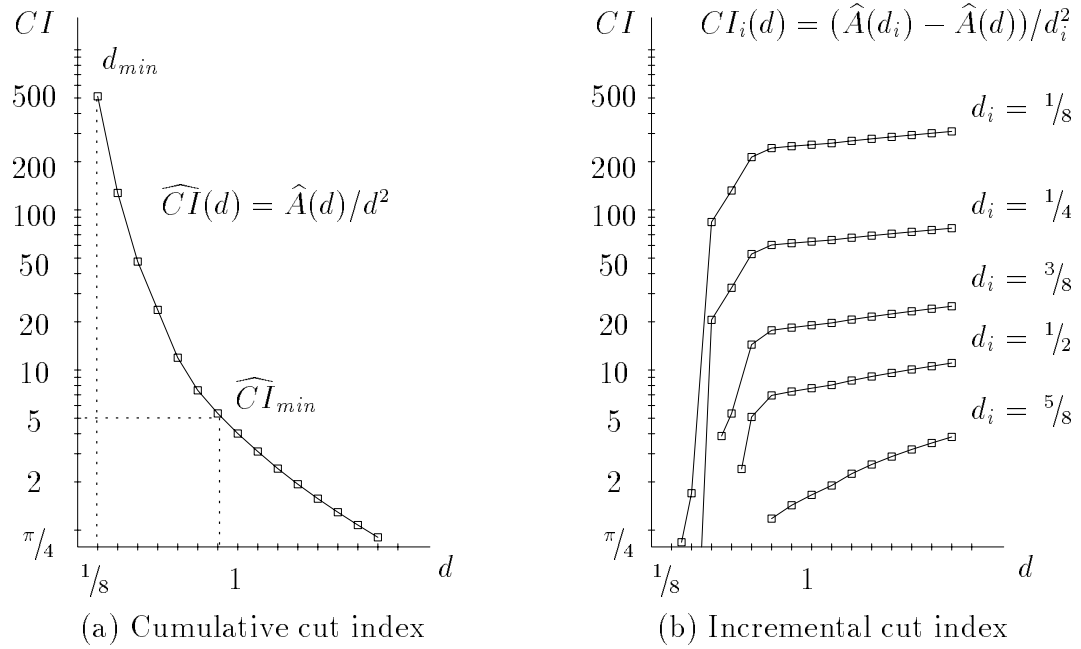 CI
500
200
100
50
20
10
5
2
π/4
1/8
1
d
d_min
\widehat{CI}(d) = Â(d)/d²
\widehat{CI}_min
(a) Cumulative cut index
CI
500
200
100
50
20
10
5
2
π/4
1/8
1
d
CI_i(d) = (Â(d_i) − Â(d))/d_i²
d_i = 1/8
d_i = 1/4
d_i = 3/8
d_i = 1/2
d_i = 5/8
(b) Incremental cut index